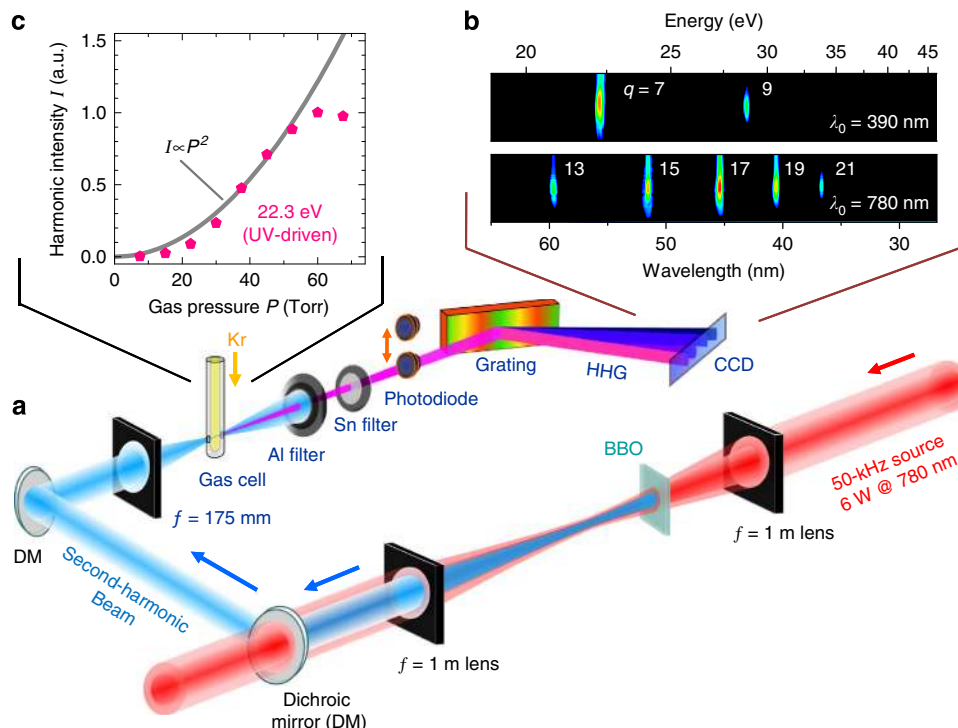 c
1.5
1.0
0.5
0.0
Harmonic intensity I (a.u.)
I∝P²
22.3 eV
(UV-driven)
0 20 40 60
Gas pressure P (Torr)
b
Energy (eV)
20 25 30 35 40 45
q = 7
9
λ₀ = 390 nm
13 15 17 19 21
λ₀ = 780 nm
60 50 40 30
Wavelength (nm)
a
Kr
Gas cell
Al filter
Sn filter
Photodiode
Grating
HHG
CCD
f = 175 mm
DM
Second-harmonic
Beam
Dichroic
mirror (DM)
f = 1 m lens
BBO
f = 1 m lens
50-kHz source
6 W @ 780 nm